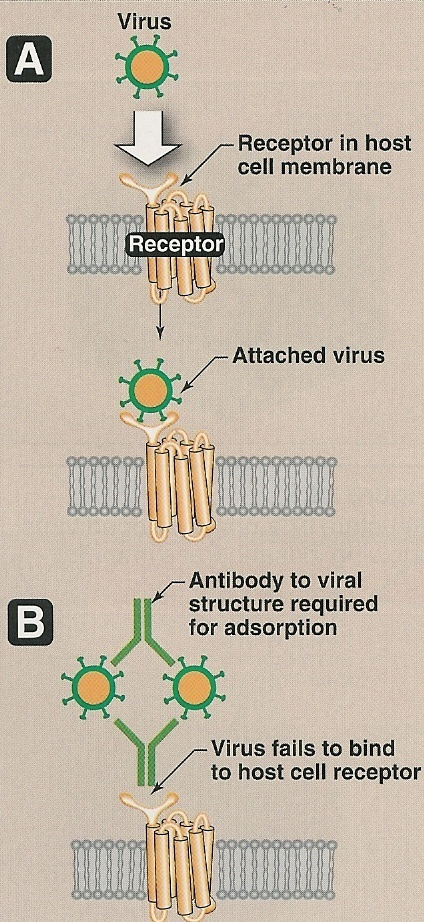 Virus
A
Receptor in host
cell membrane
Receptor
Attached virus
Antibody to viral
structure required
for adsorption
B
Virus fails to bind
to host cell receptor